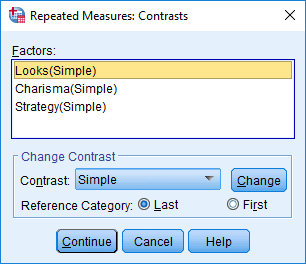 Repeated Measures: Contrasts
Factors:
Looks(Simple)
Charisma(Simple)
Strategy(Simple)
Change Contrast
Contrast: Simple Change
Reference Category: Last First
Continue Cancel Help